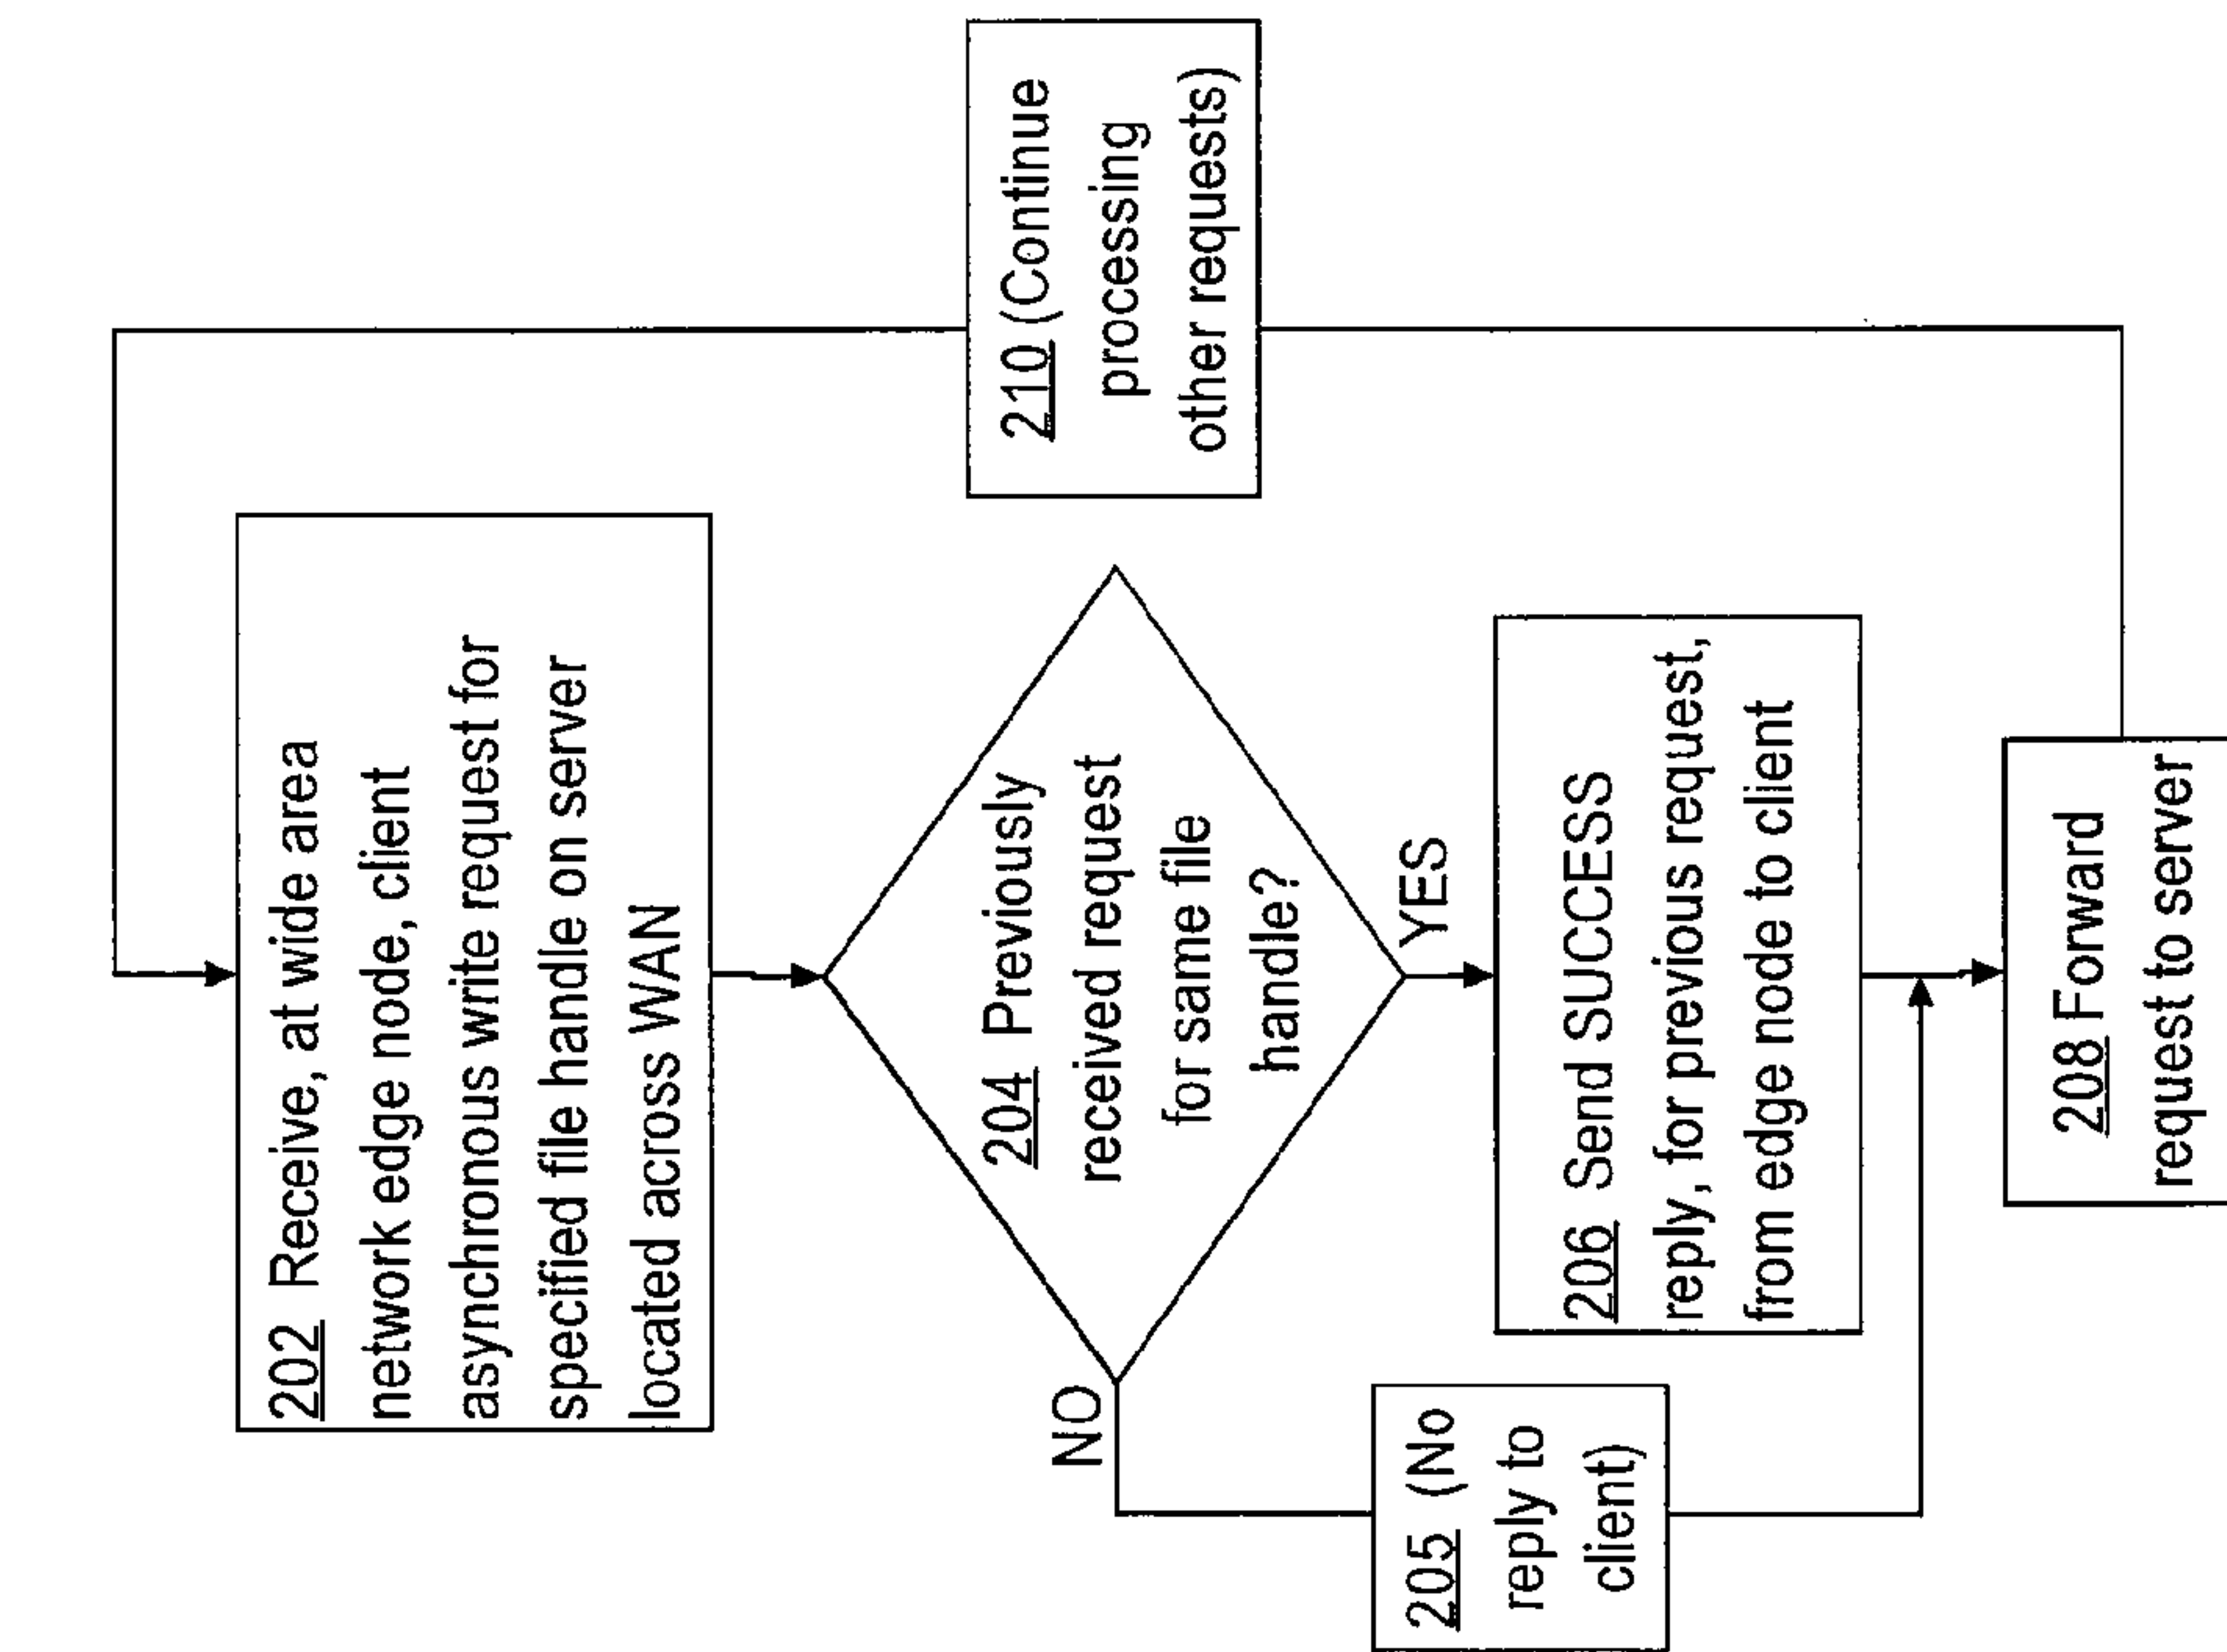 202 Receive, at wide area
network edge node, client
asynchronous write request for
specified file handle on server
located across WAN
204 Previously
received request
for same file
handle?
NO
YES
205 (No
reply to
client)
206 Send SUCCESS
reply, for previous request,
from edge node to client
208 Forward
request to server
210 (Continue
processing
other requests)